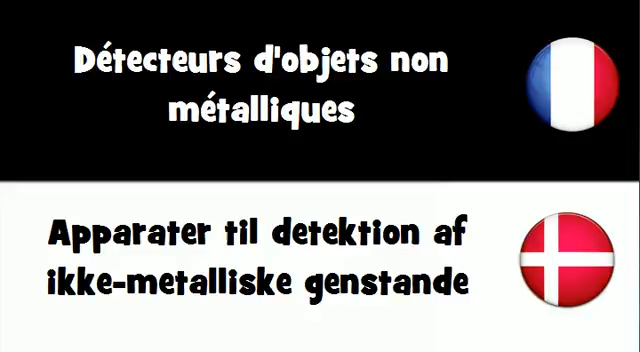 Détecteurs d'objets non
métalliques
Apparater til detektion af
ikke-metalliske genstande